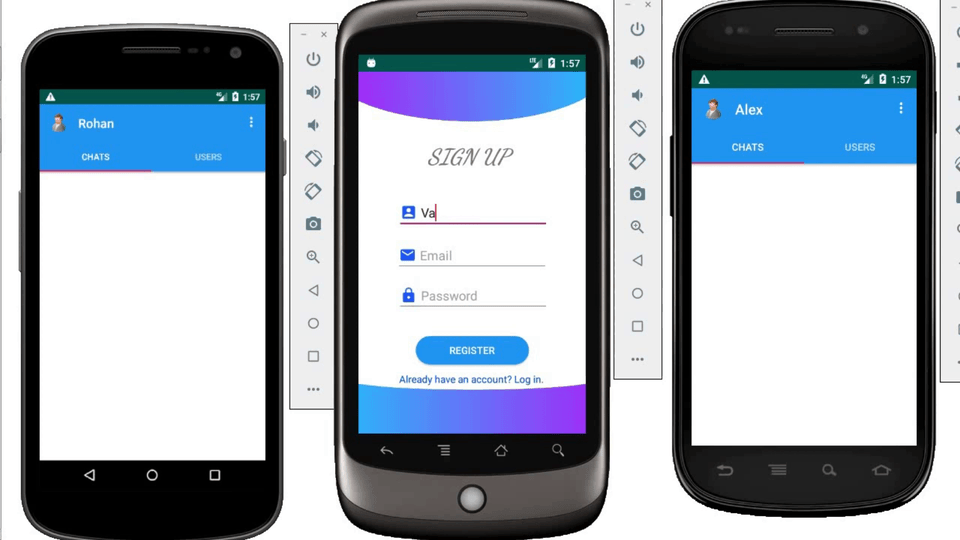 1:57
Rohan
CHATS USERS
LTE 1:57
SIGN UP
Va
Email
Password
REGISTER
Already have an account? Log in.
1:57
Alex
CHATS USERS